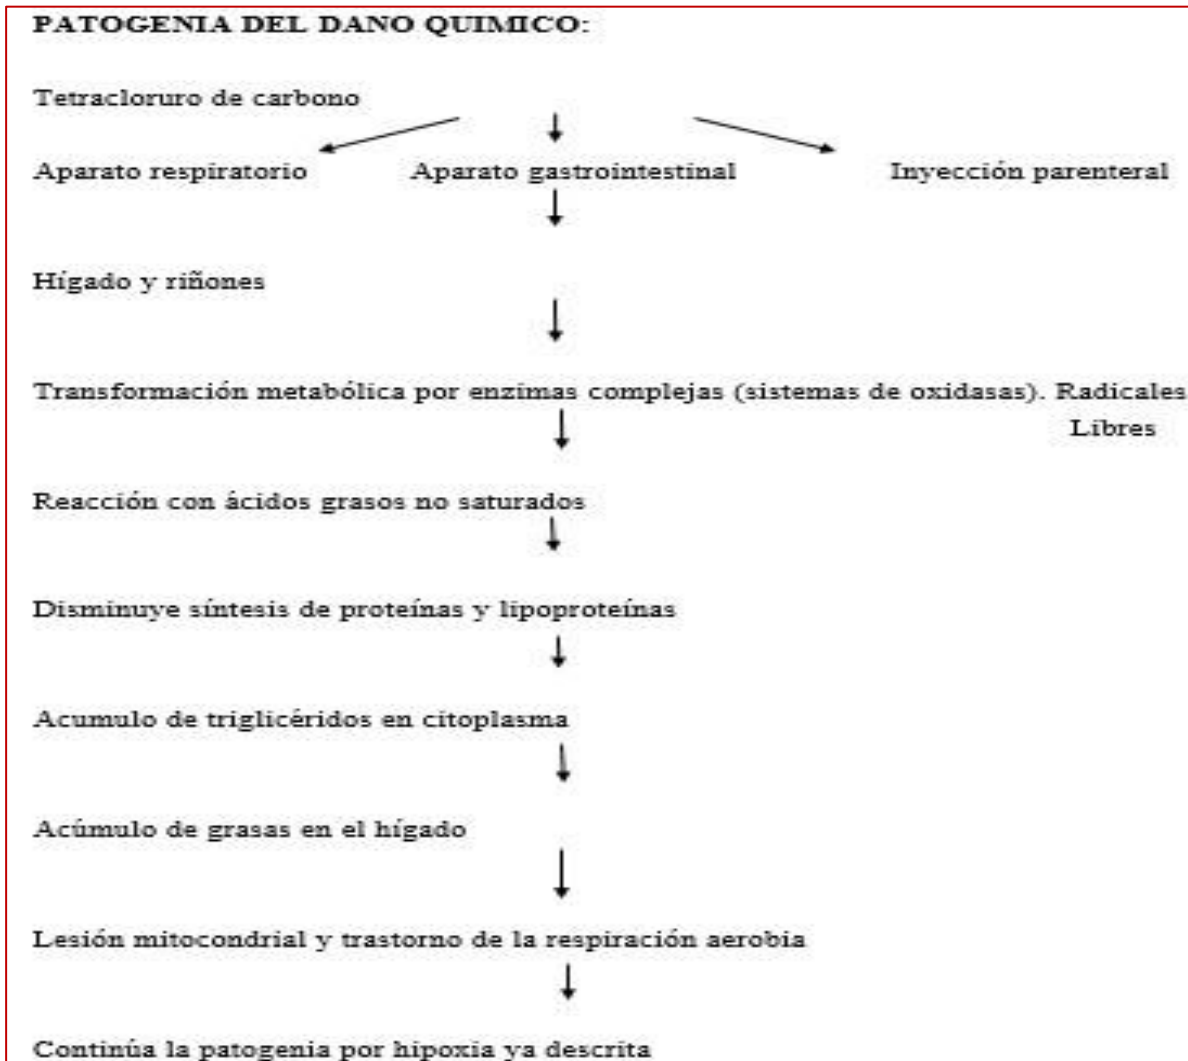 PATOGENIA DEL DANO QUIMICO:
Tetracloruro de carbono
Aparato respiratorio Aparato gastrointestinal Inyección parenteral
Hígado y riñones
Transformación metabólica por enzimas complejas (sistemas de oxidasas). Radicales
Libres
Reacción con ácidos grasos no saturados
Disminuye síntesis de proteínas y lipoproteínas
Acumulo de triglicéridos en citoplasma
Acúmulo de grasas en el hígado
Lesión mitocondrial y trastorno de la respiración aerobia
Continúa la patogenia por hipoxia ya descrita